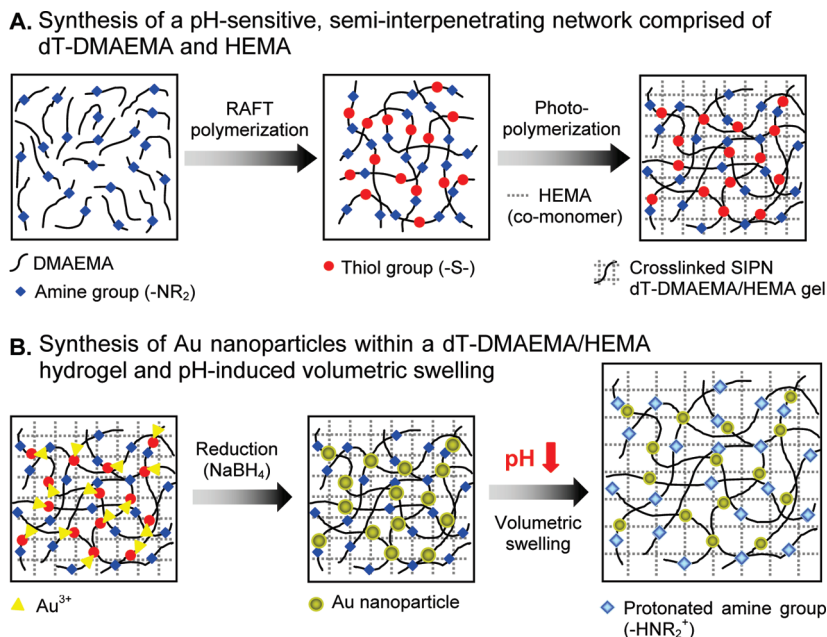 A. Synthesis of a pH-sensitive, semi-interpenetrating network comprised of
dT-DMAEMA and HEMA
RAFT
polymerization
Photo-
polymerization
HEMA
(co-monomer)
DMAEMA
Amine group (-NR₂)
Thiol group (-S-)
Crosslinked SIPN
dT-DMAEMA/HEMA gel
B. Synthesis of Au nanoparticles within a dT-DMAEMA/HEMA
hydrogel and pH-induced volumetric swelling
Reduction
(NaBH₄)
pH
Volumetric
swelling
Au³⁺
Au nanoparticle
Protonated amine group
(-HNR₂⁺)